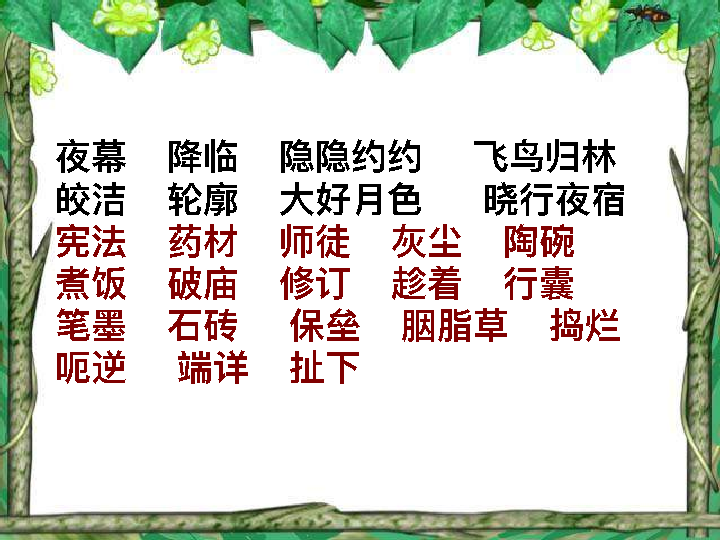 夜幕 降临 隐隐约约 飞鸟归林
皎洁 轮廓 大好月色 晓行夜宿
宪法 药材 师徒 灰尘 陶碗
煮饭 破庙 修订 趁着 行囊
笔墨 石砖 保垒 胭脂草 捣烂
呃逆 端详 扯下